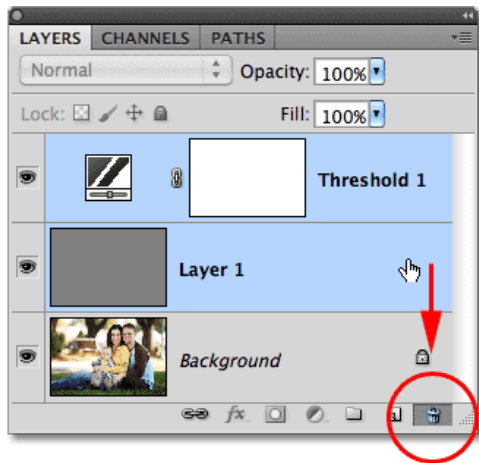 LAYERS CHANNELS PATHS
Normal Opacity: 100%
Lock: Fill: 100%
Threshold 1
Layer 1
Background
fx.